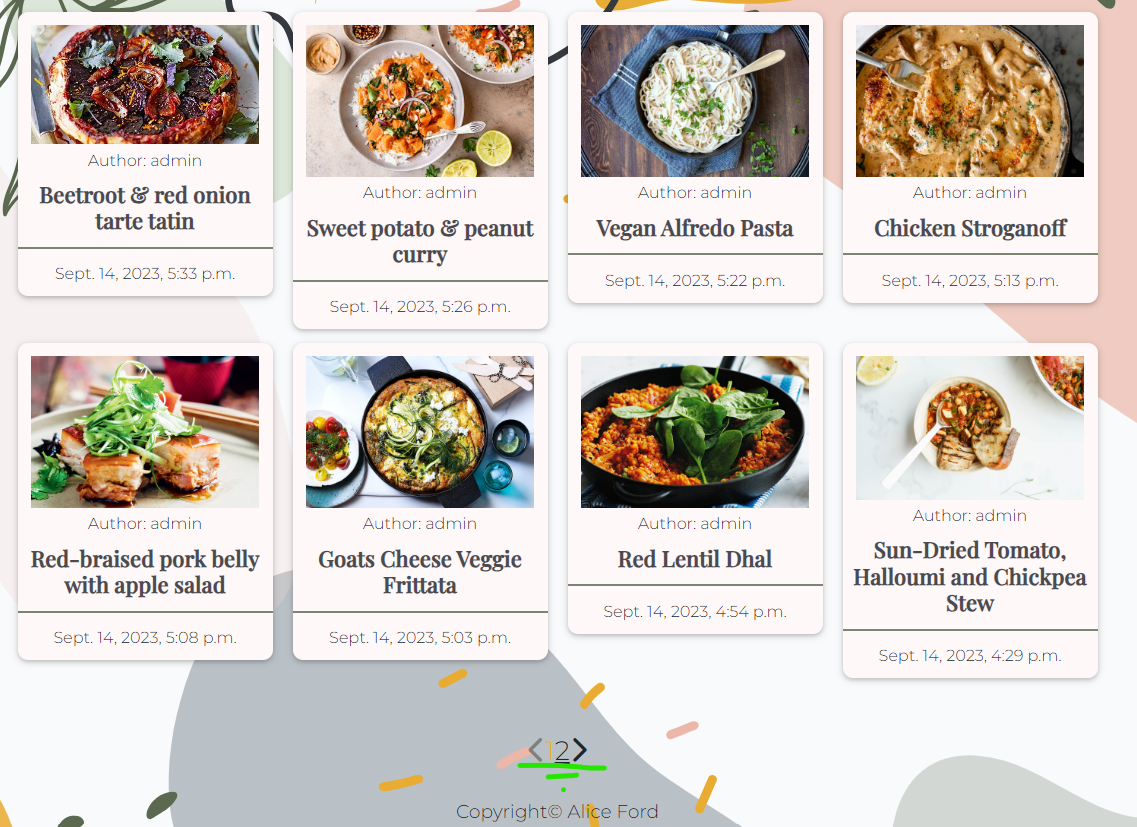 Author: admin
Beetroot & red onion
tarte tatin
Sept. 14, 2023, 5:33 p.m.
Author: admin
Sweet potato & peanut
curry
Sept. 14, 2023, 5:26 p.m.
Author: admin
Vegan Alfredo Pasta
Sept. 14, 2023, 5:22 p.m.
Author: admin
Chicken Stroganoff
Sept. 14, 2023, 5:13 p.m.
Author: admin
Red-braised pork belly
with apple salad
Sept. 14, 2023, 5:08 p.m.
Author: admin
Goats Cheese Veggie
Frittata
Sept. 14, 2023, 5:03 p.m.
Author: admin
Red Lentil Dhal
Sept. 14, 2023, 4:54 p.m.
Author: admin
Sun-Dried Tomato,
Halloumi and Chickpea
Stew
Sept. 14, 2023, 4:29 p.m.
12
Copyright© Alice Ford